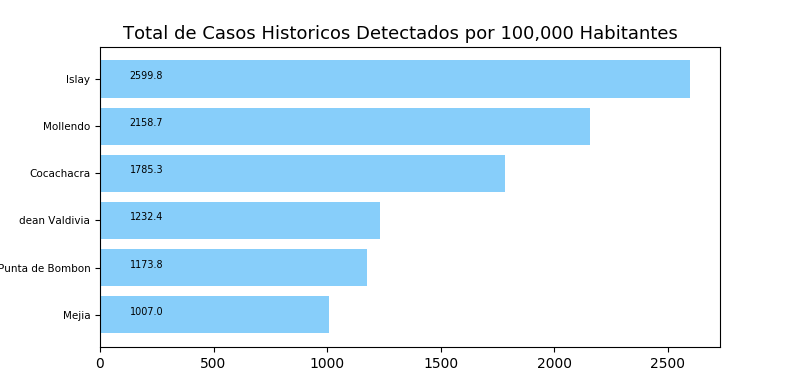 Total de Casos Historicos Detectados por 100,000 Habitantes
Islay 2599.8
Mollendo 2158.7
Cocachacra 1785.3
dean Valdivia 1232.4
Punta de Bombon 1173.8
Mejia 1007.0
0 500 1000 1500 2000 2500